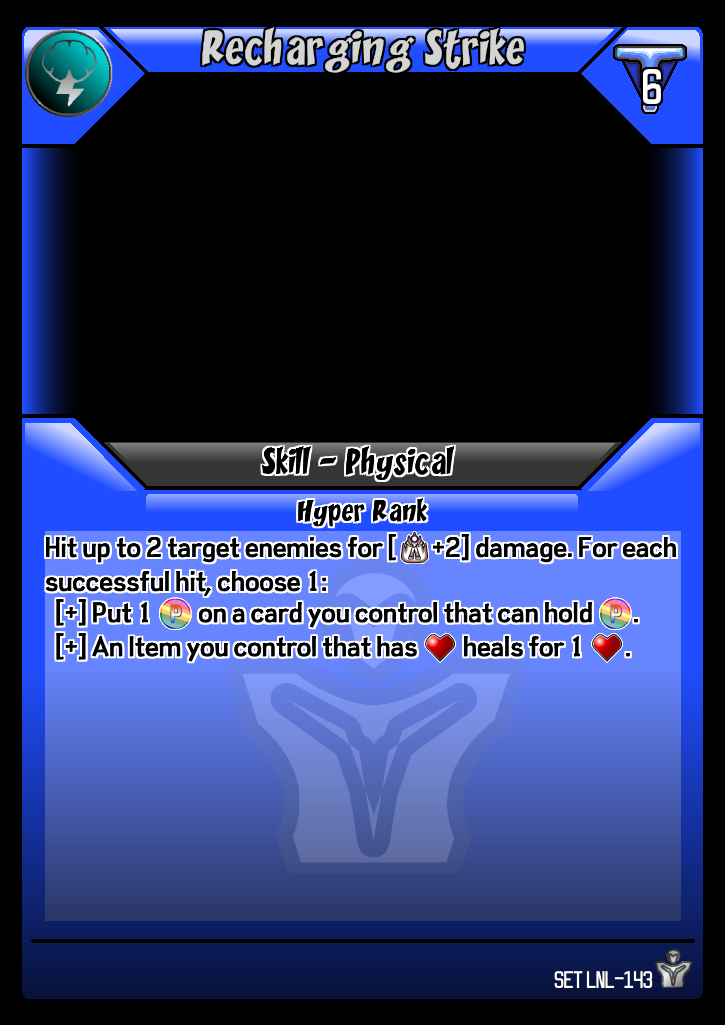 Recharging Strike
6
Skill - Physical
Hyper Rank
Hit up to 2 target enemies for [ +2] damage. For each
successful hit, choose 1:
[+] Put 1 P on a card you control that can hold P.
[+] An Item you control that has heals for 1 .
SET LNL-143